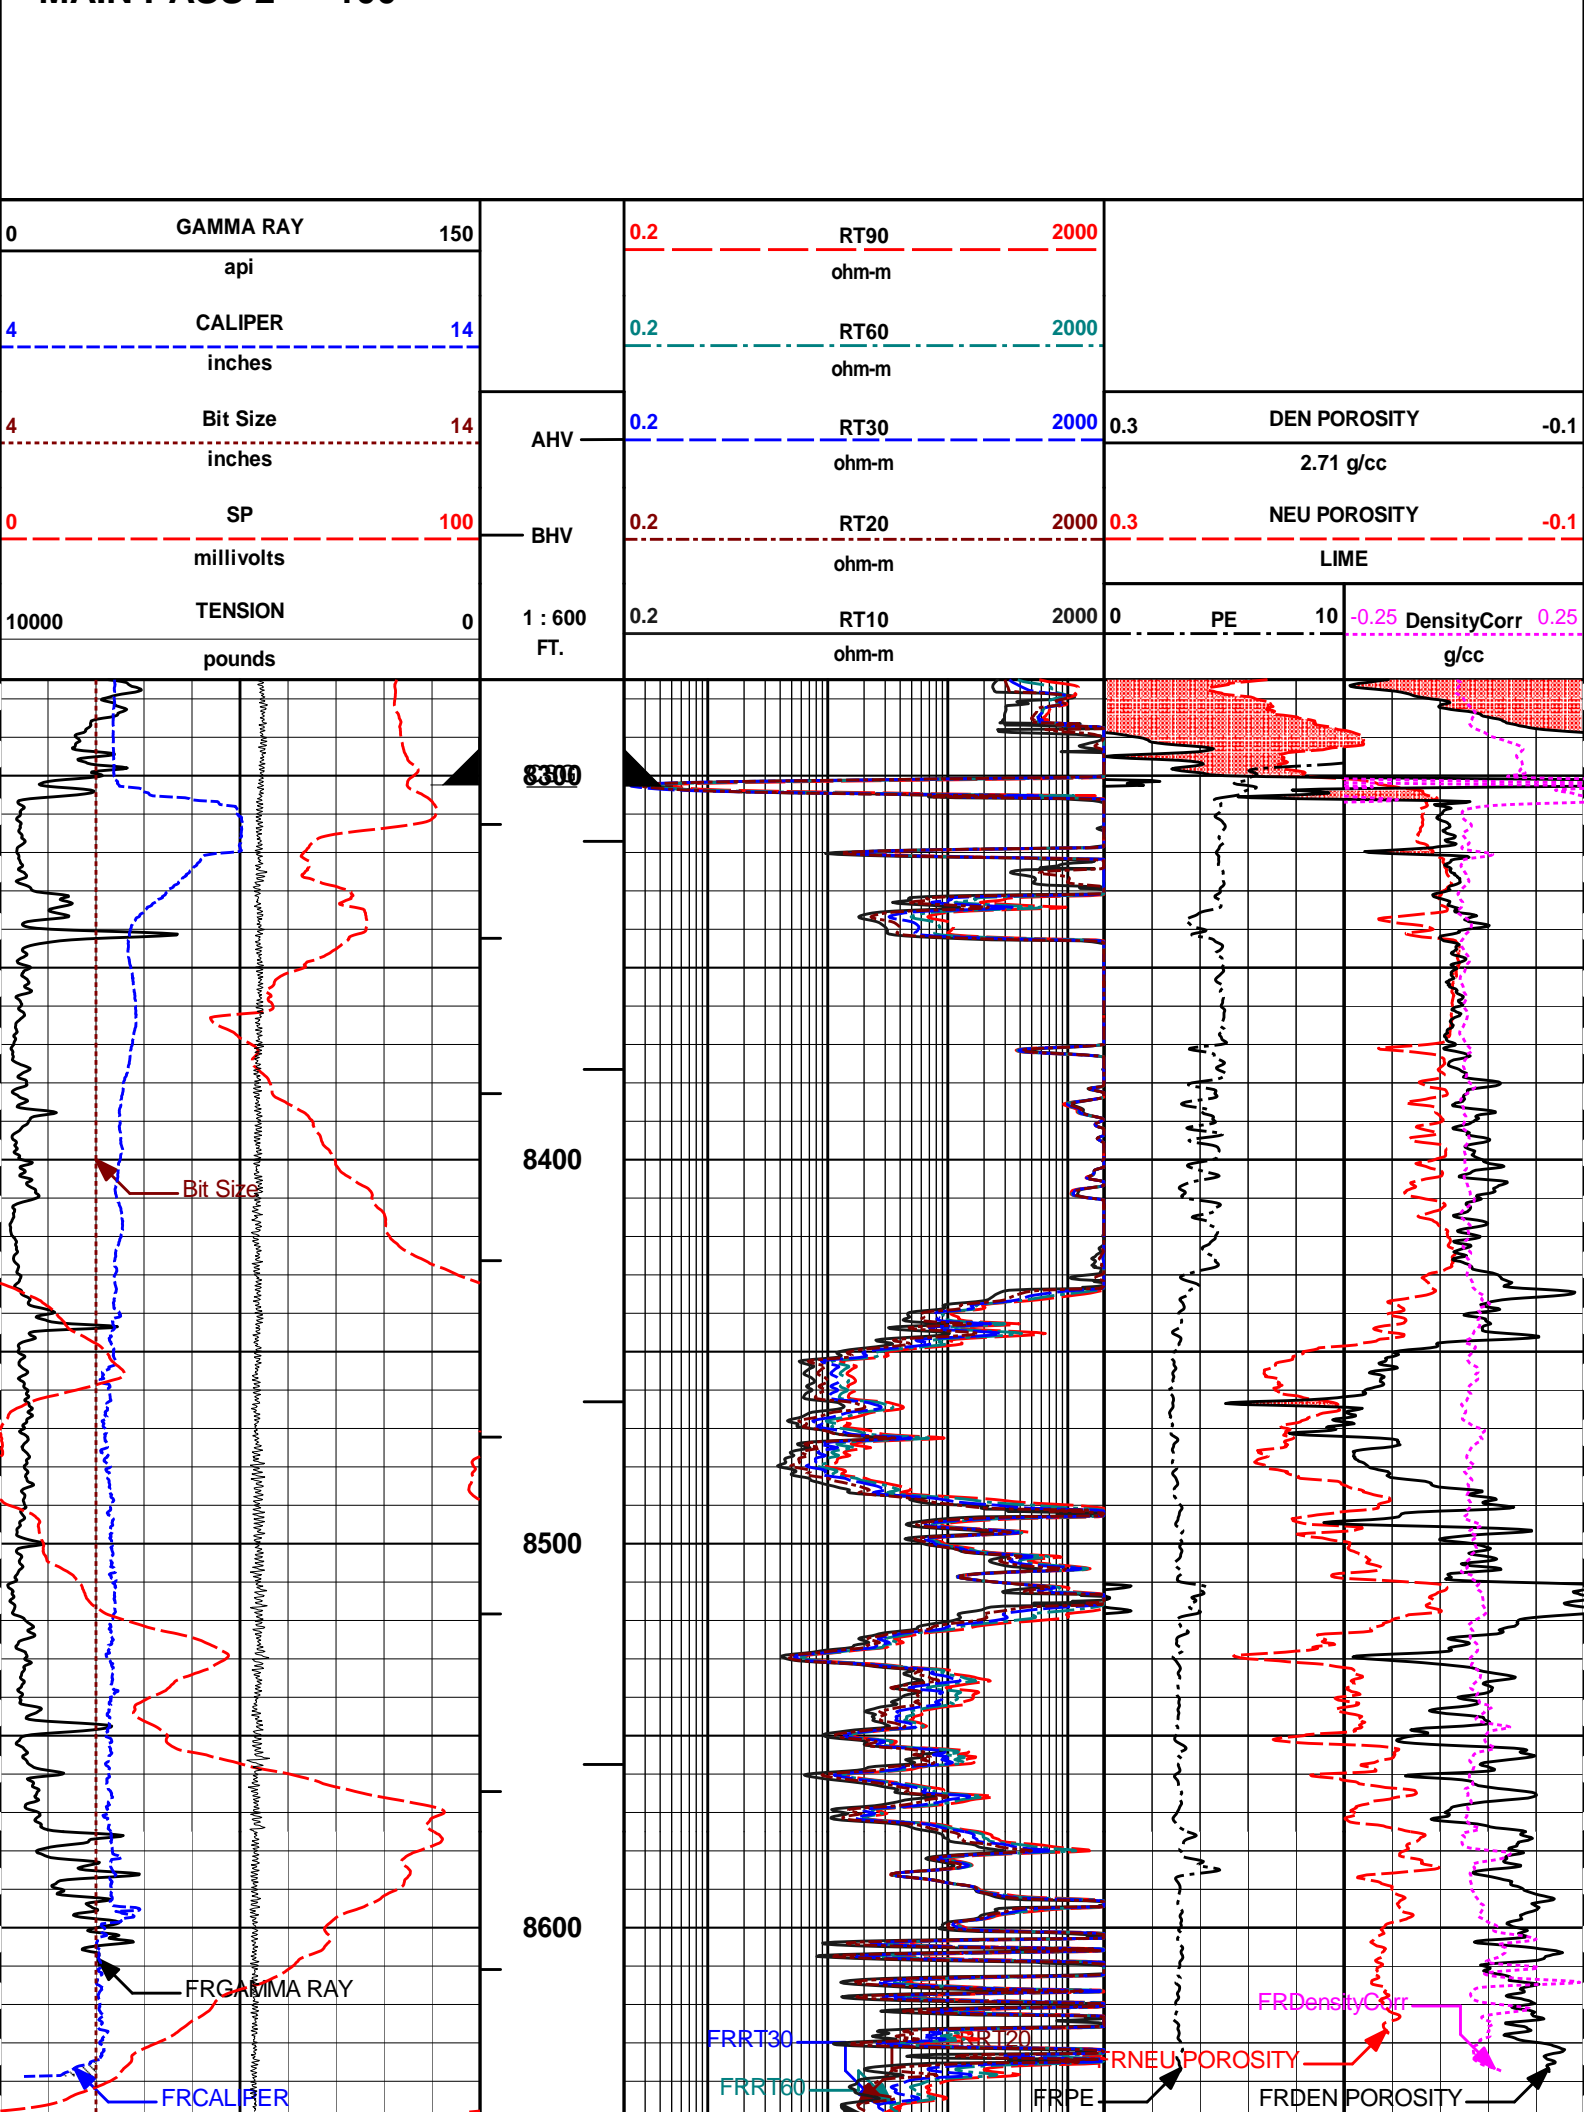 0 GAMMA RAY 150
api
4 CALIPER 14
inches
4 Bit Size 14
inches
0 SP 100
millivolts
10000 TENSION 0
pounds
AHV
BHV
1 : 600
FT.
0.2 RT90 2000
ohm-m
0.2 RT60 2000
ohm-m
0.2 RT30 2000
ohm-m
0.2 RT20 2000
ohm-m
0.2 RT10 2000
ohm-m
0.3 DEN POROSITY -0.1
2.71 g/cc
0.3 NEU POROSITY -0.1
LIME
0 PE 10
-0.25 DensityCorr 0.25
g/cc
8300
8400
Bit Size
8500
8600
FRGAMMA RAY
FRDensityCorr
FRRT30
FRRT20
FRNEU POROSITY
FRRT60
FRCALIPER
FRPE
FRDEN POROSITY